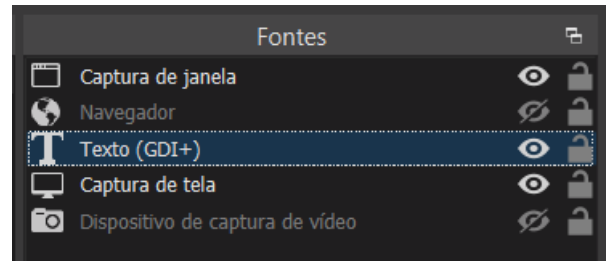 Fontes
Captura de janela
Navegador
Texto (GDI+)
Captura de tela
Dispositivo de captura de vídeo